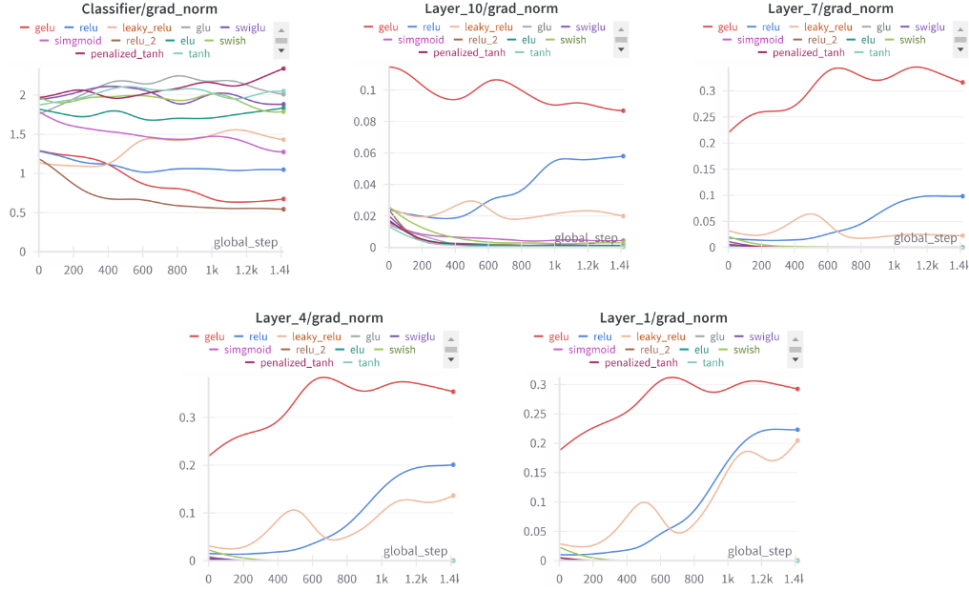 Classifier/grad_norm
gelu relu leaky_relu glu swiglu
simgmoid relu_2 elu swish
penalized_tanh tanh
2
1.5
1
0.5
0
global_step
0 200 400 600 800 1k 1.2k 1.4k
Layer_10/grad_norm
gelu relu leaky_relu glu swiglu
simgmoid relu_2 elu swish
penalized_tanh tanh
0.1
0.08
0.06
0.04
0.02
0
global_step
0 200 400 600 800 1k 1.2k 1.4k
Layer_7/grad_norm
gelu relu leaky_relu glu swiglu
simgmoid relu_2 elu swish
penalized_tanh tanh
0.3
0.2
0.1
0.05
0
global_step
0 200 400 600 800 1k 1.2k 1.4k
Layer_4/grad_norm
gelu relu leaky_relu glu swiglu
simgmoid relu_2 elu swish
penalized_tanh tanh
0.3
0.2
0.1
0
global_step
0 200 400 600 800 1k 1.2k 1.4k
Layer_1/grad_norm
gelu relu leaky_relu glu swiglu
simgmoid relu_2 elu swish
penalized_tanh tanh
0.3
0.25
0.2
0.15
0.1
0.05
0
global_step
0 200 400 600 800 1k 1.2k 1.4k